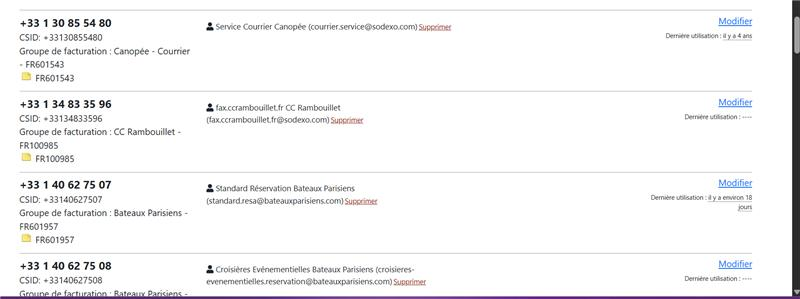 +33 1 30 85 54 80
CSID: +33130855480
Groupe de facturation : Canopée - Courrier
- FR601543
FR601543
Service Courrier Canopée (courrier.service@sodexo.com) Supprimer
Modifier
Dernière utilisation : il y a 4 ans
+33 1 34 83 35 96
CSID: +33134833596
Groupe de facturation : CC Rambouillet -
FR100985
FR100985
fax.ccrambouillet.fr CC Rambouillet
(fax.ccrambouillet.fr@sodexo.com) Supprimer
Modifier
Dernière utilisation : ----
+33 1 40 62 75 07
CSID: +33140627507
Groupe de facturation : Bateaux Parisiens -
FR601957
FR601957
Standard Réservation Bateaux Parisiens
(standard.resa@bateauxparisiens.com) Supprimer
Modifier
Dernière utilisation : il y a environ 18
jours
+33 1 40 62 75 08
CSID: +33140627508
Groupe de facturation : Bateaux Parisiens -
Croisières Evénementielles Bateaux Parisiens (croisieres-
evenementielles.reservation@bateauxparisiens.com) Supprimer
Modifier
Dernière utilisation : ----